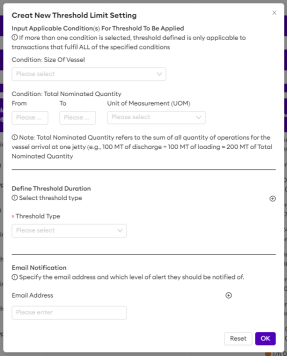 Creat New Threshold Limit Setting
Input Applicable Condition(s) For Threshold To Be Applied
If more than one condition is selected, threshold defined is only applicable to
transactions that fulfil ALL of the specified conditions
Condition: Size Of Vessel
Please select
Condition: Total Nominated Quantity
From To Unit of Measurement (UOM)
Please ... Please ... Please select
Note: Total Nominated Quantity refers to the sum of all quantity of operations for the
vessel arrival at one jetty (e.g., 100 MT of discharge + 100 MT of loading = 200 MT of Total
Nominated Quantity
Define Threshold Duration
Select threshold type
* Threshold Type
Please select
Email Notification
Specify the email address and which level of alert they should be notified of.
Email Address
Please enter
Reset OK